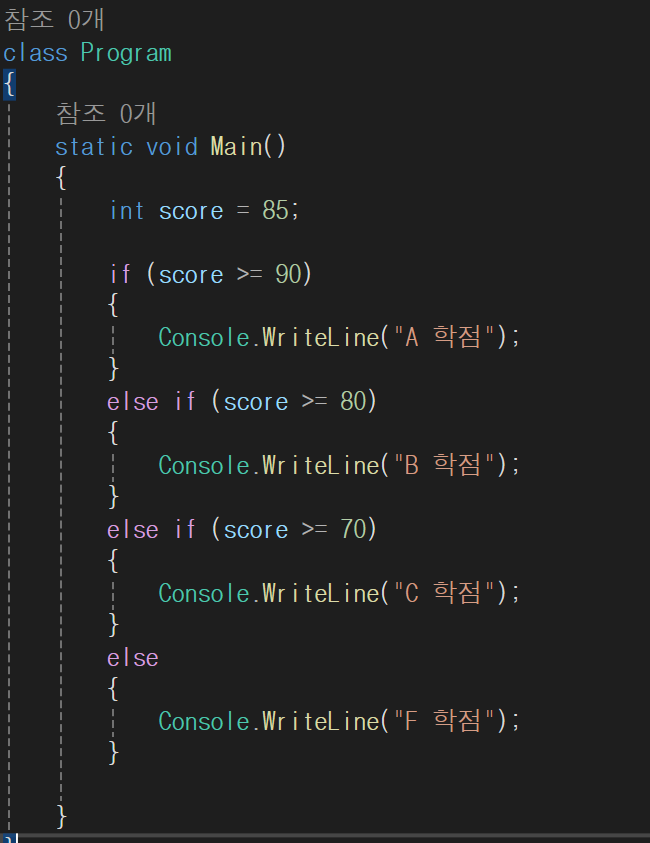 참조 0개
class Program
{
참조 0개
static void Main()
{
int score = 85;
if (score >= 90)
{
Console.WriteLine("A 학점");
}
else if (score >= 80)
{
Console.WriteLine("B 학점");
}
else if (score >= 70)
{
Console.WriteLine("C 학점");
}
else
{
Console.WriteLine("F 학점");
}
}
}